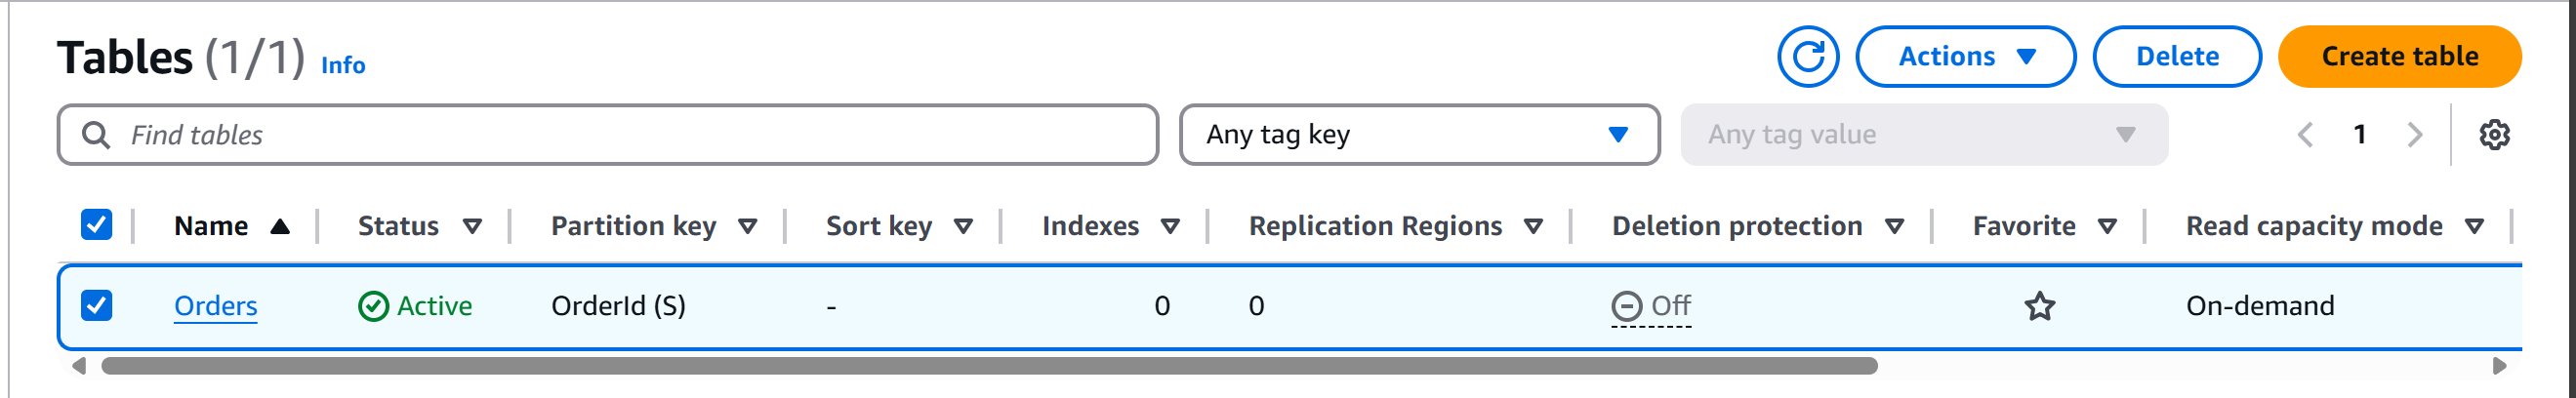 Tables (1/1) Info Actions Delete Create table
Find tables Any tag key Any tag value 1
Name Status Partition key Sort key Indexes Replication Regions Deletion protection Favorite Read capacity mode
Orders Active OrderId (S) - 0 0 Off On-demand